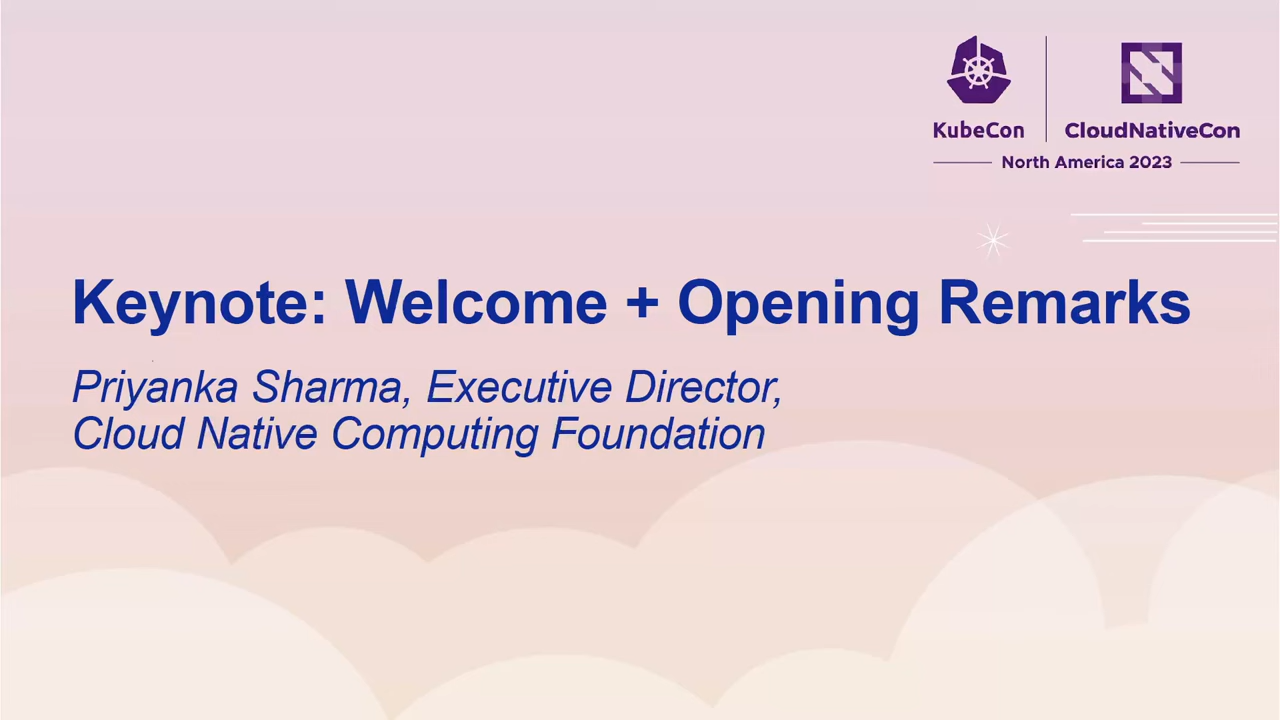 KubeCon
CloudNativeCon
North America 2023
Keynote: Welcome + Opening Remarks
Priyanka Sharma, Executive Director,
Cloud Native Computing Foundation